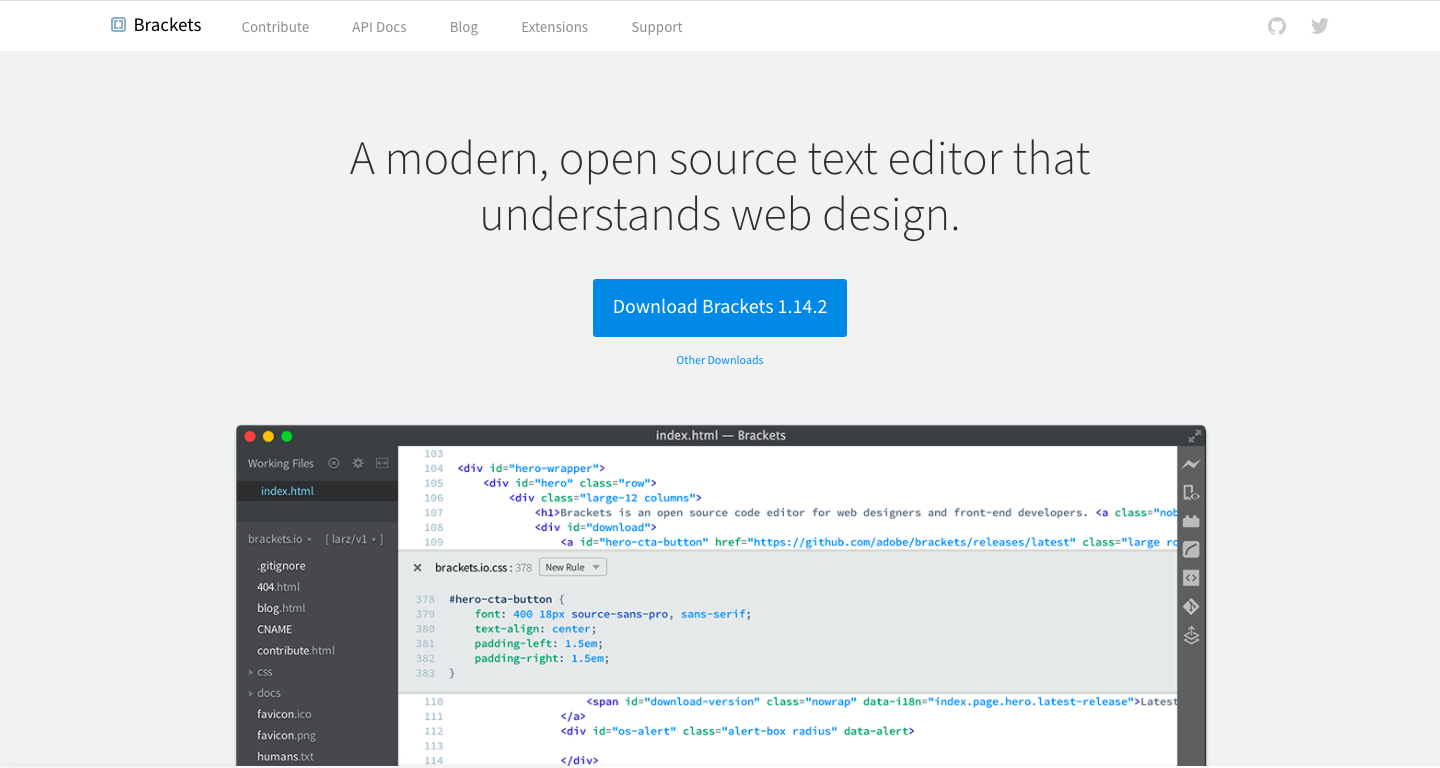 Brackets Contribute API Docs Blog Extensions Support
A modern, open source text editor that
understands web design.
Download Brackets 1.14.2
Other Downloads
index.html — Brackets
Working Files
index.html
brackets.io [ larz/v1 ]
.gitignore
404.html
blog.html
CNAME
contribute.html
css
docs
favicon.ico
favicon.png
humans.txt
103
104 <div id="hero-wrapper">
105 <div id="hero" class="row">
106 <div class="large-12 columns">
107 <h1>Brackets is an open source code editor for web designers and front-end developers. <a class="nob
108 <div id="download">
109 <a id="hero-cta-button" href="https://github.com/adobe/brackets/releases/latest" class="large ro
× brackets.io.css : 378 New Rule
378 #hero-cta-button {
379 font: 400 18px source-sans-pro, sans-serif;
380 text-align: center;
381 padding-left: 1.5em;
382 padding-right: 1.5em;
383 }
110 <span id="download-version" class="nowrap" data-i18n="index.page.hero.latest-release">Latest
111 </a>
112 <div id="os-alert" class="alert-box radius" data-alert>
113
114 </div>